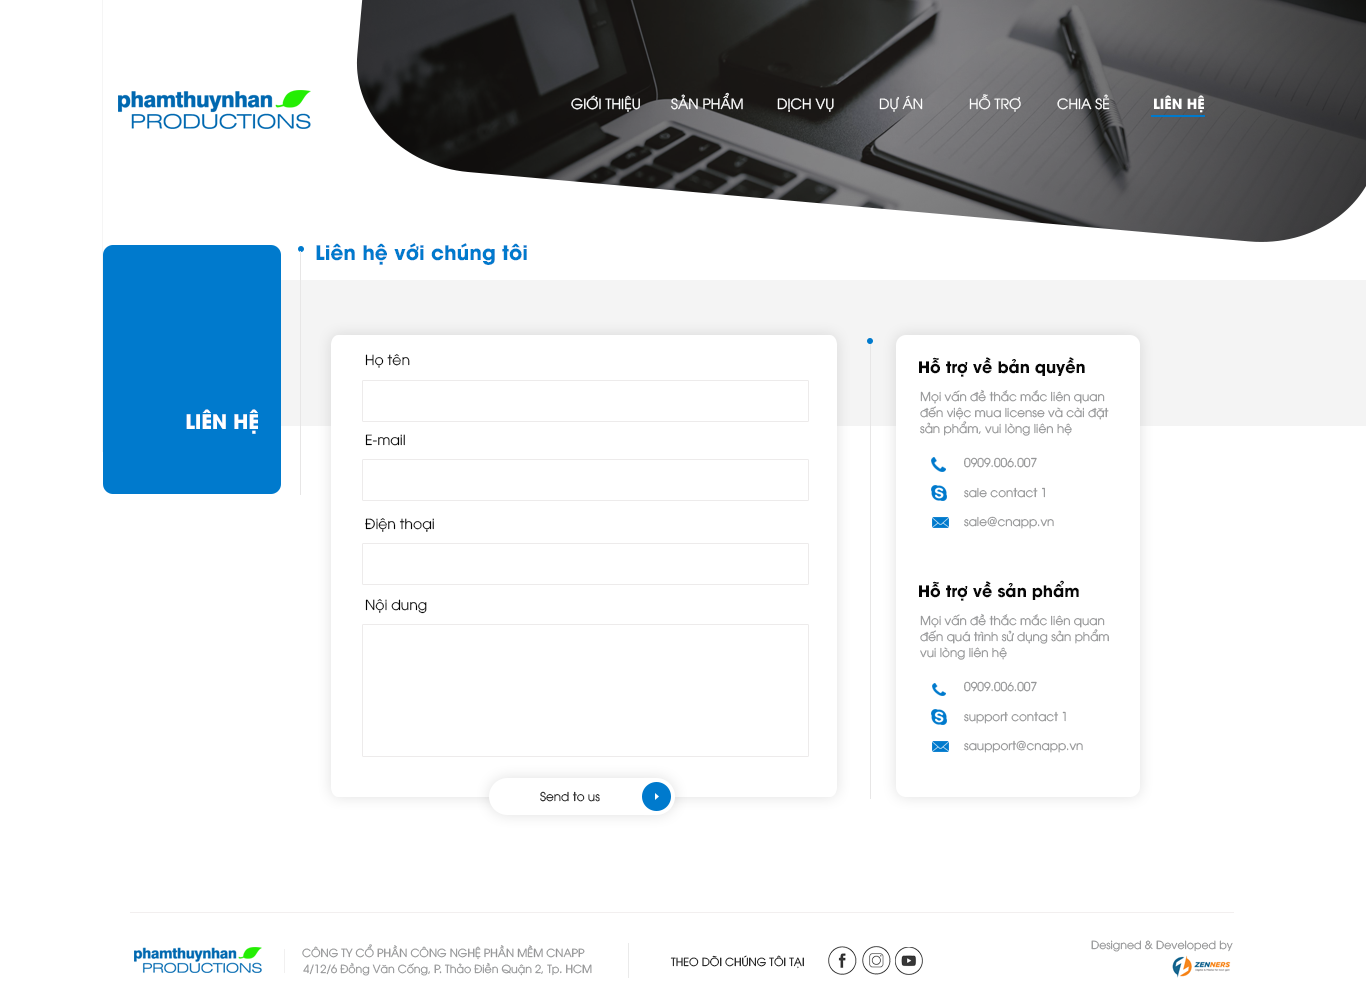 phamthuynhan
PRODUCTIONS
GIỚI THIỆU SẢN PHẨM DỊCH VỤ DỰ ÁN HỖ TRỢ CHIA SẺ LIÊN HỆ
Liên hệ với chúng tôi
LIÊN HỆ
Họ tên
E-mail
Điện thoại
Nội dung
Send to us
Hỗ trợ về bản quyền
Mọi vấn đề thắc mắc liên quan
đến việc mua license và cài đặt
sản phẩm, vui lòng liên hệ
0909.006.007
sale contact 1
sale@cnapp.vn
Hỗ trợ về sản phẩm
Mọi vấn đề thắc mắc liên quan
đến quá trình sử dụng sản phẩm
vui lòng liên hệ
0909.006.007
support contact 1
saupport@cnapp.vn
phamthuynhan
PRODUCTIONS
CÔNG TY CỔ PHẦN CÔNG NGHỆ PHẦN MỀM CNAPP
4/12/6 Đồng Văn Cống, P. Thảo Điền Quận 2, Tp. HCM
THEO DÕI CHÚNG TÔI TẠI
Designed & Developed by
ZENNERS